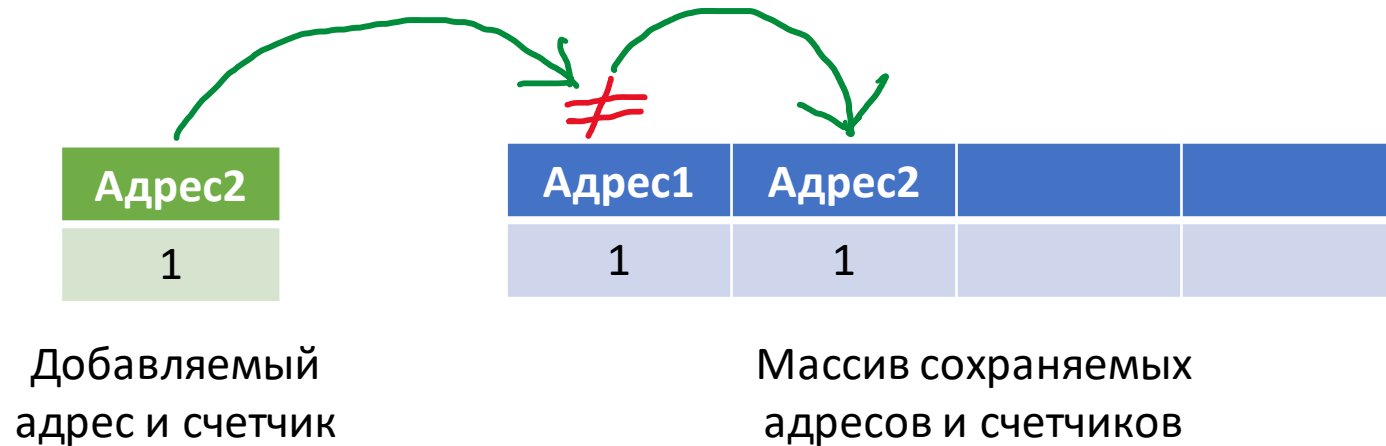 Адрес2
1
Адрес1 Адрес2
1 1
Добавляемый
адрес и счетчик
Массив сохраняемых
адресов и счетчиков